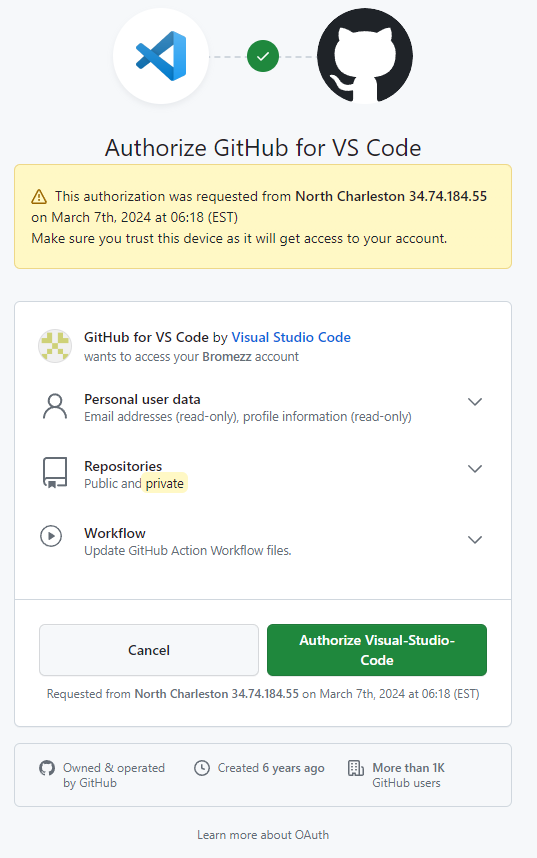 Authorize GitHub for VS Code
This authorization was requested from North Charleston 34.74.184.55
on March 7th, 2024 at 06:18 (EST)
Make sure you trust this device as it will get access to your account.
GitHub for VS Code by Visual Studio Code
wants to access your Bromezz account
Personal user data
Email addresses (read-only), profile information (read-only)
Repositories
Public and private
Workflow
Update GitHub Action Workflow files.
Cancel
Authorize Visual-Studio-
Code
Requested from North Charleston 34.74.184.55 on March 7th, 2024 at 06:18 (EST)
Owned & operated
by GitHub
Created 6 years ago
More than 1K
GitHub users
Learn more about OAuth